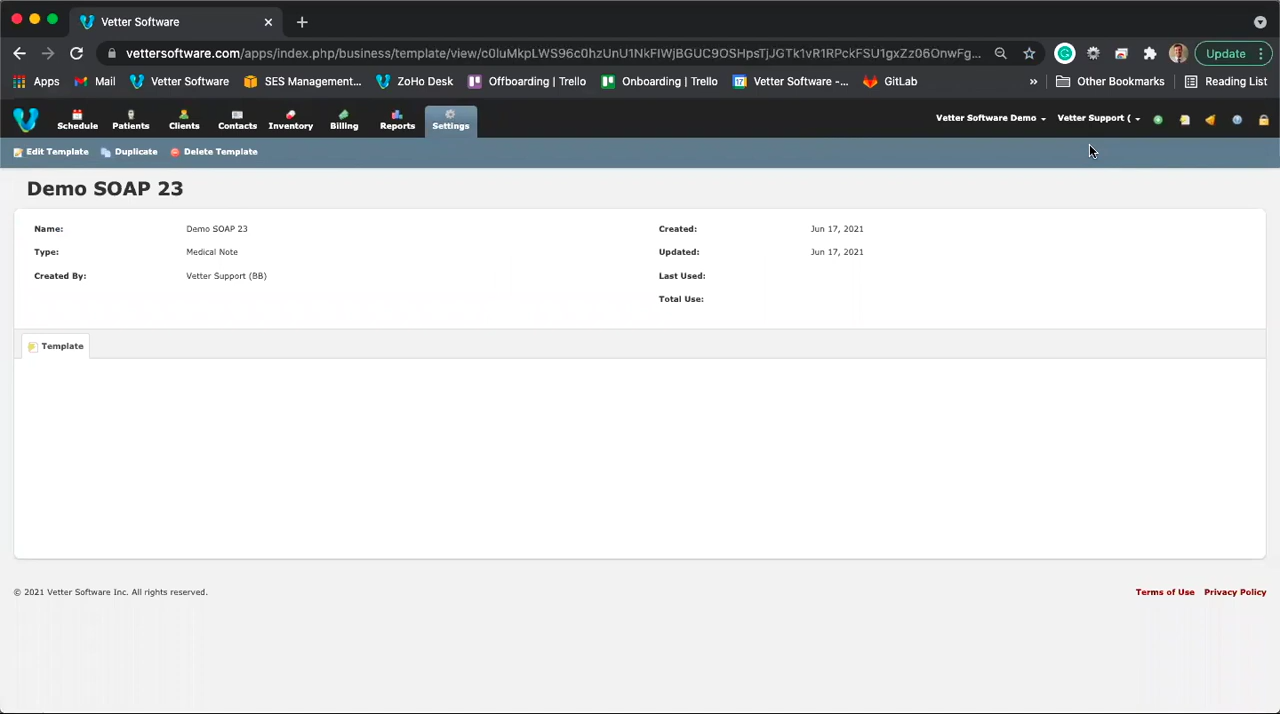 Vetter Software
vettersoftware.com/apps/index.php/business/template/view/c0luMkpLWS96c0hzUnU1NkFIWjBGUC9OSHpsTjJGTk1vR1RPckFSU1gxZz06OnwFg...
Update
Apps
Mail
Vetter Software
SES Management...
ZoHo Desk
Offboarding | Trello
Onboarding | Trello
Vetter Software -...
GitLab
»
Other Bookmarks
Reading List
Schedule
Patients
Clients
Contacts
Inventory
Billing
Reports
Settings
Vetter Software Demo
Vetter Support (
Edit Template
Duplicate
Delete Template
Demo SOAP 23
Name: Demo SOAP 23
Created: Jun 17, 2021
Type: Medical Note
Updated: Jun 17, 2021
Created By: Vetter Support (BB)
Last Used:
Total Use:
Template
© 2021 Vetter Software Inc. All rights reserved.
Terms of Use Privacy Policy